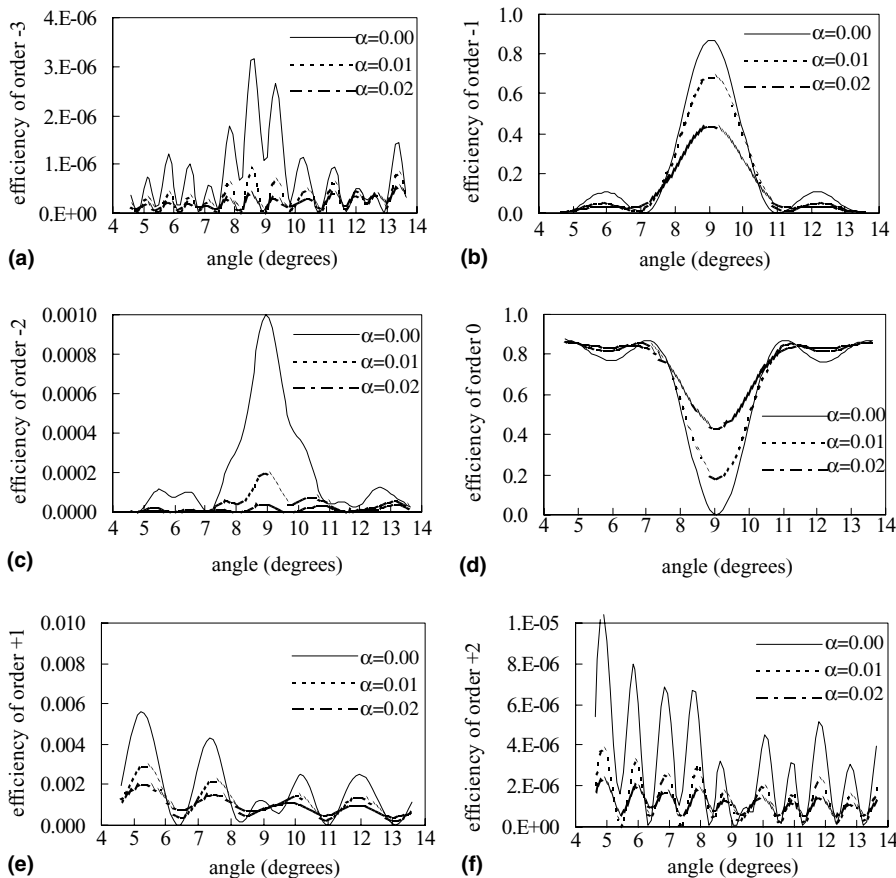 efficiency of order -3
4.E-06
3.E-06
2.E-06
1.E-06
0.E+00
α=0.00
α=0.01
α=0.02
4 5 6 7 8 9 10 11 12 13 14
angle (degrees)
(a)
efficiency of order -1
1.0
0.8
0.6
0.4
0.2
0.0
α=0.00
α=0.01
α=0.02
4 5 6 7 8 9 10 11 12 13 14
angle (degrees)
(b)
efficiency of order -2
0.0010
0.0008
0.0006
0.0004
0.0002
0.0000
α=0.00
α=0.01
α=0.02
4 5 6 7 8 9 10 11 12 13 14
angle (degrees)
(c)
efficiency of order 0
1.0
0.8
0.6
0.4
0.2
0.0
α=0.00
α=0.01
α=0.02
4 5 6 7 8 9 10 11 12 13 14
angle (degrees)
(d)
efficiency of order +1
0.010
0.008
0.006
0.004
0.002
0.000
α=0.00
α=0.01
α=0.02
4 5 6 7 8 9 10 11 12 13 14
angle (degrees)
(e)
efficiency of order +2
1.E-05
8.E-06
6.E-06
4.E-06
2.E-06
0.E+00
α=0.00
α=0.01
α=0.02
4 5 6 7 8 9 10 11 12 13 14
angle (degrees)
(f)